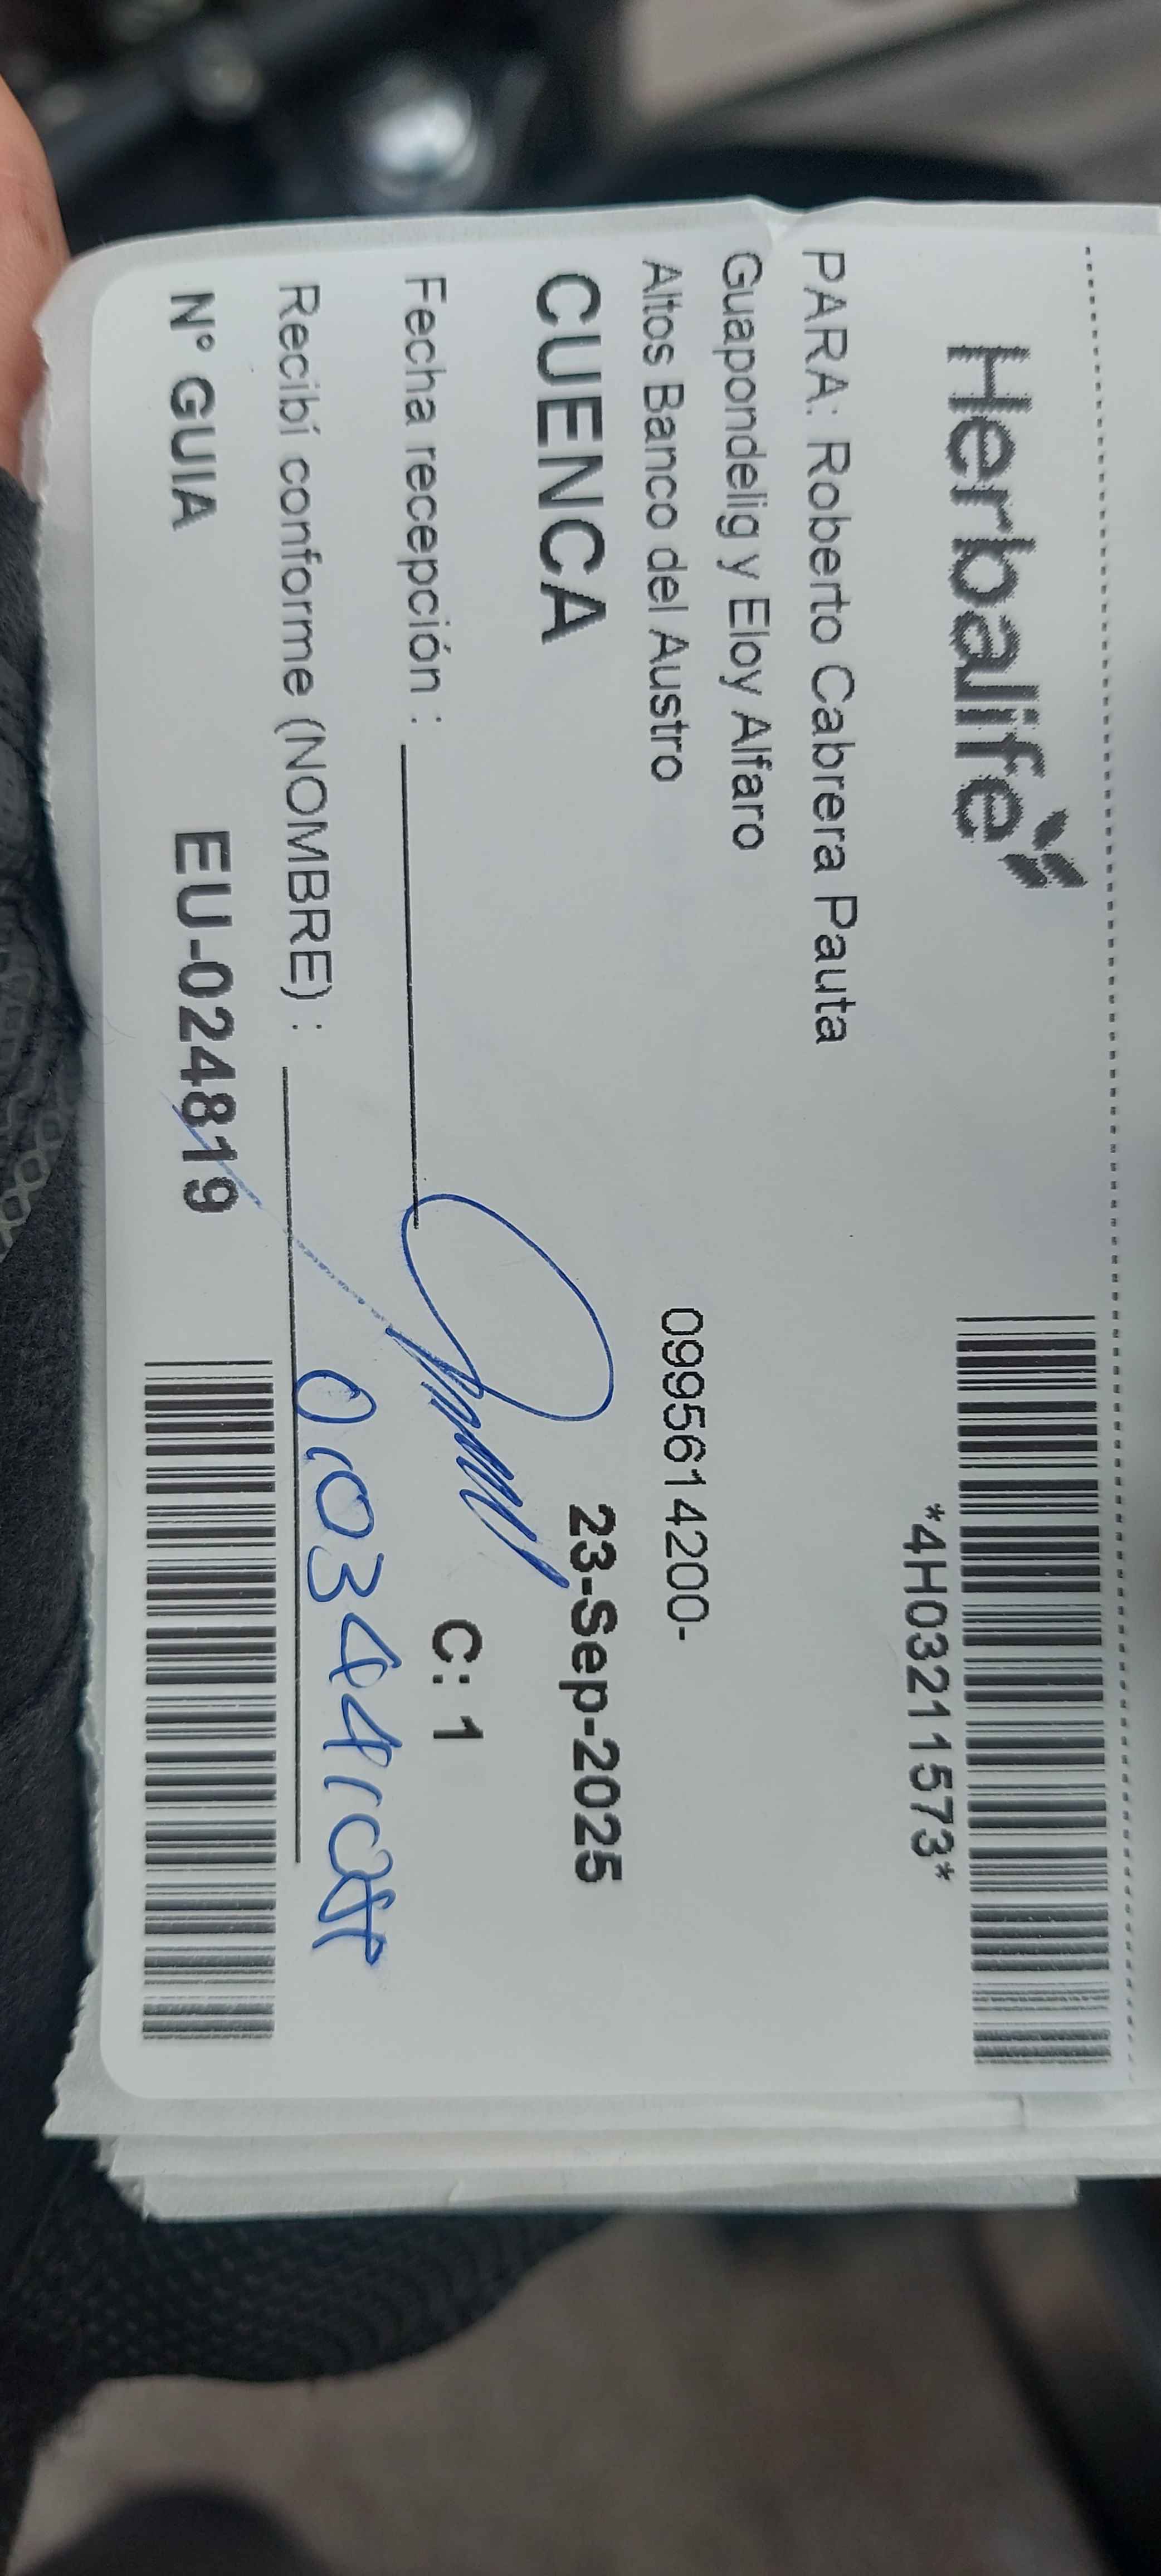 Herbalife
*4H03211573*
PARA: Roberto Cabrera Pauta
Guapondelig y Eloy Alfaro
Altos Banco del Austro
0995614200-
CUENCA
23-Sep-2025
Fecha recepción :
C: 1
Recibí conforme (NOMBRE) :
N° GUIA EU-024819